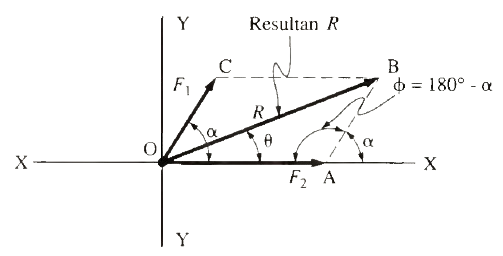 Y Resultan R
C B
F₁ ϕ = 180° - α
R
α
O θ α
X X
F₂ A
Y